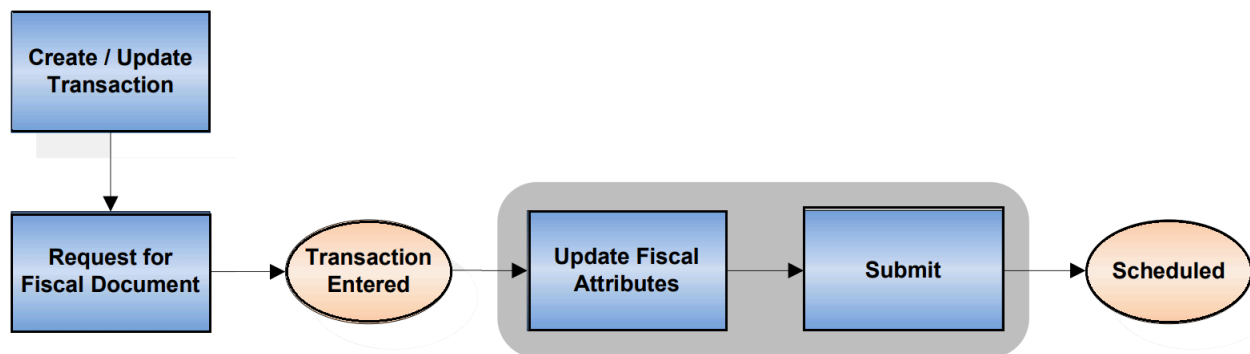 Create / Update
Transaction
Request for
Fiscal Document
Transaction
Entered
Update Fiscal
Attributes
Submit
Scheduled